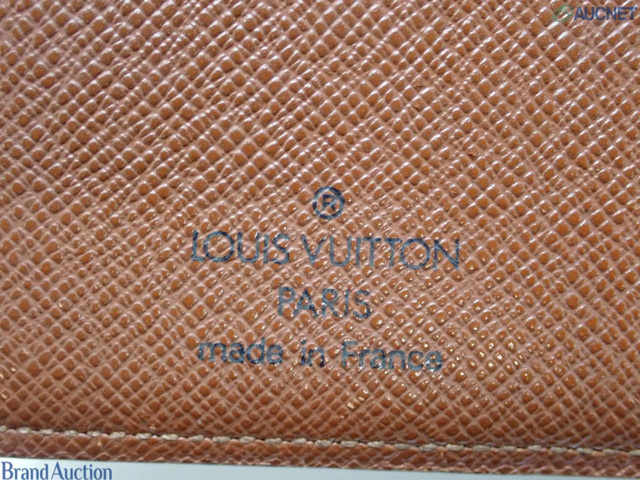 AUCNET
®
LOUIS VUITTON
PARIS
made in France
Brand Auction